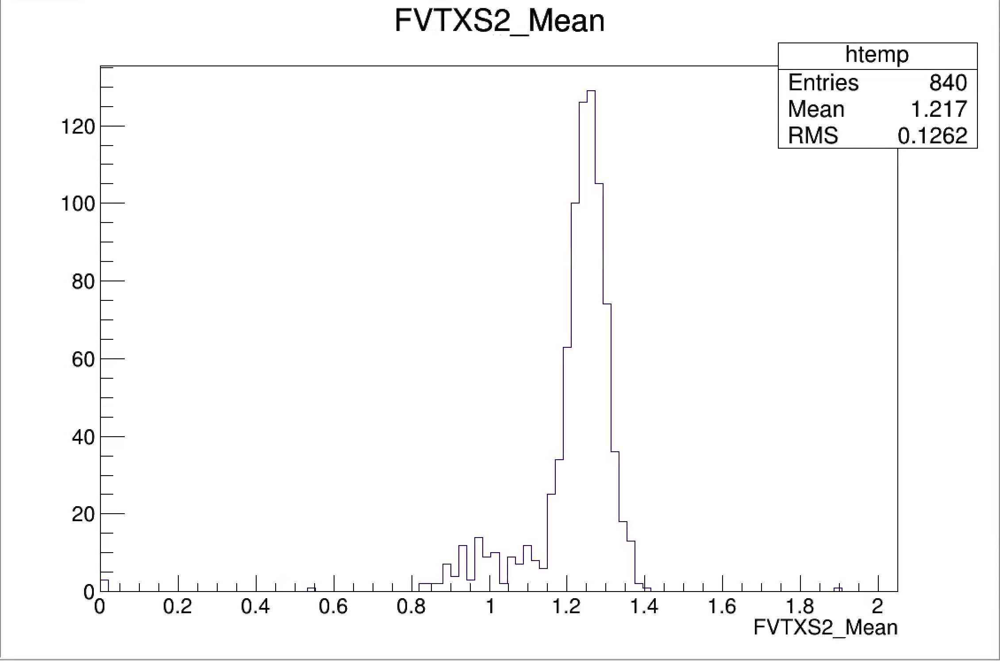 FVTXS2_Mean
htemp
Entries 840
Mean 1.217
RMS 0.1262
120
100
80
60
40
20
0
0 0.2 0.4 0.6 0.8 1 1.2 1.4 1.6 1.8 2
FVTXS2_Mean